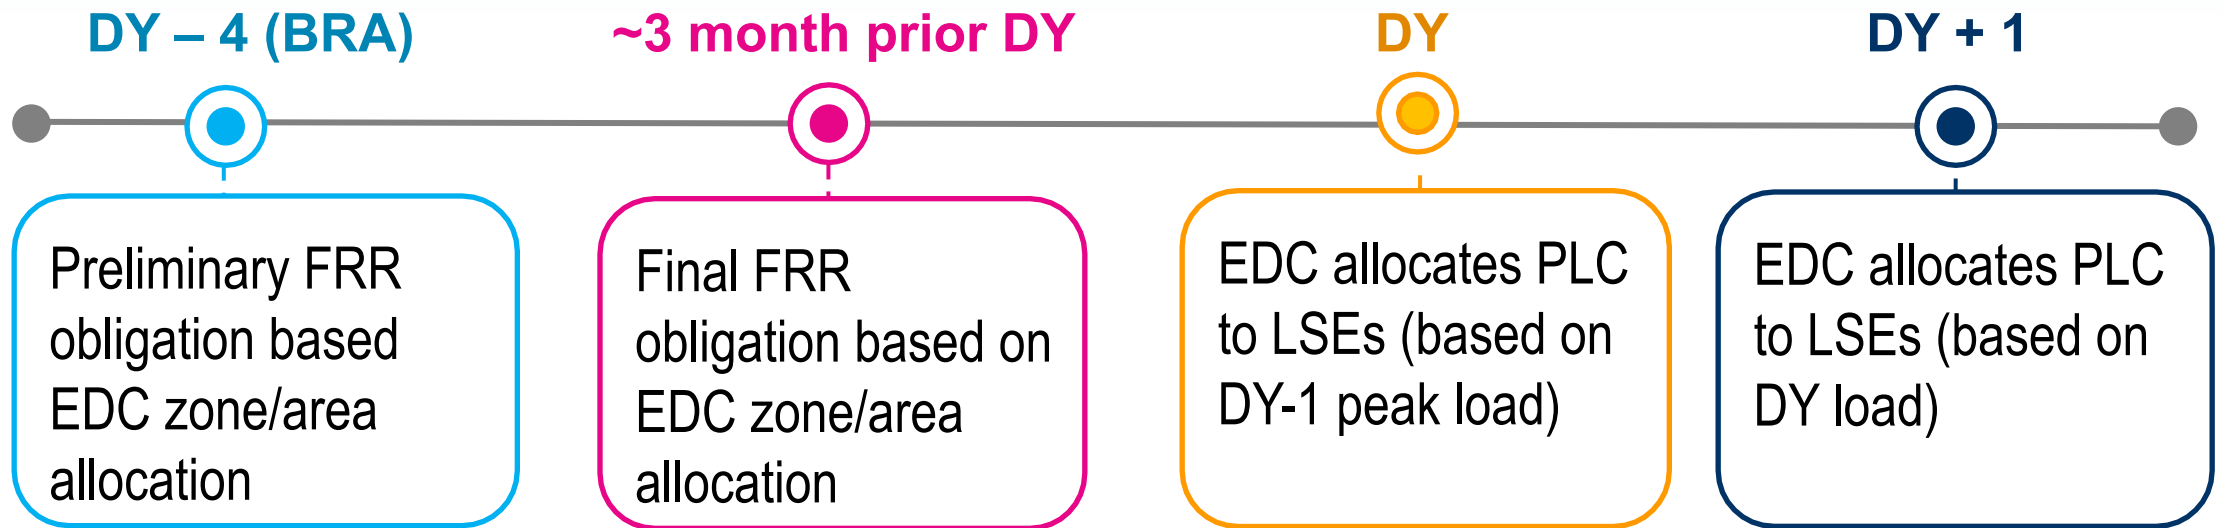 DY – 4 (BRA)
~3 month prior DY
DY
DY + 1
Preliminary FRR
obligation based
EDC zone/area
allocation
Final FRR
obligation based on
EDC zone/area
allocation
EDC allocates PLC
to LSEs (based on
DY-1 peak load)
EDC allocates PLC
to LSEs (based on
DY load)